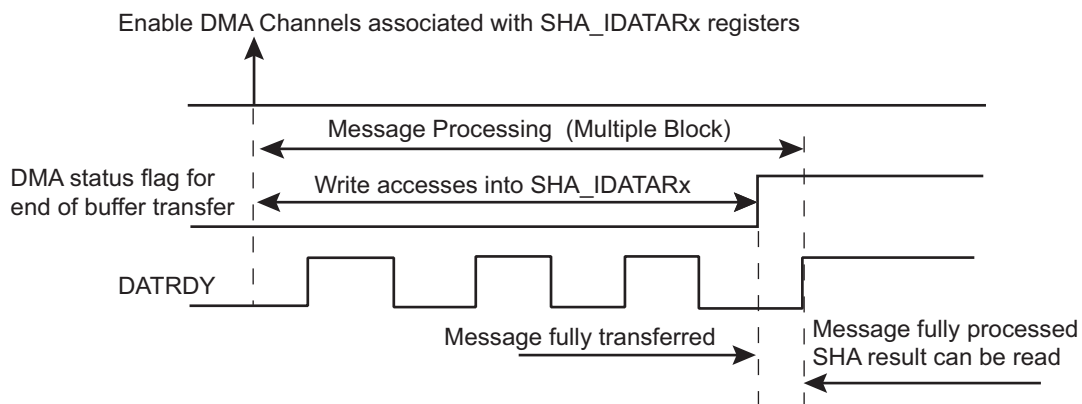 Enable DMA Channels associated with SHA_IDATARx registers
Message Processing (Multiple Block)
DMA status flag for
end of buffer transfer
Write accesses into SHA_IDATARx
DATRDY
Message fully transferred
Message fully processed
SHA result can be read